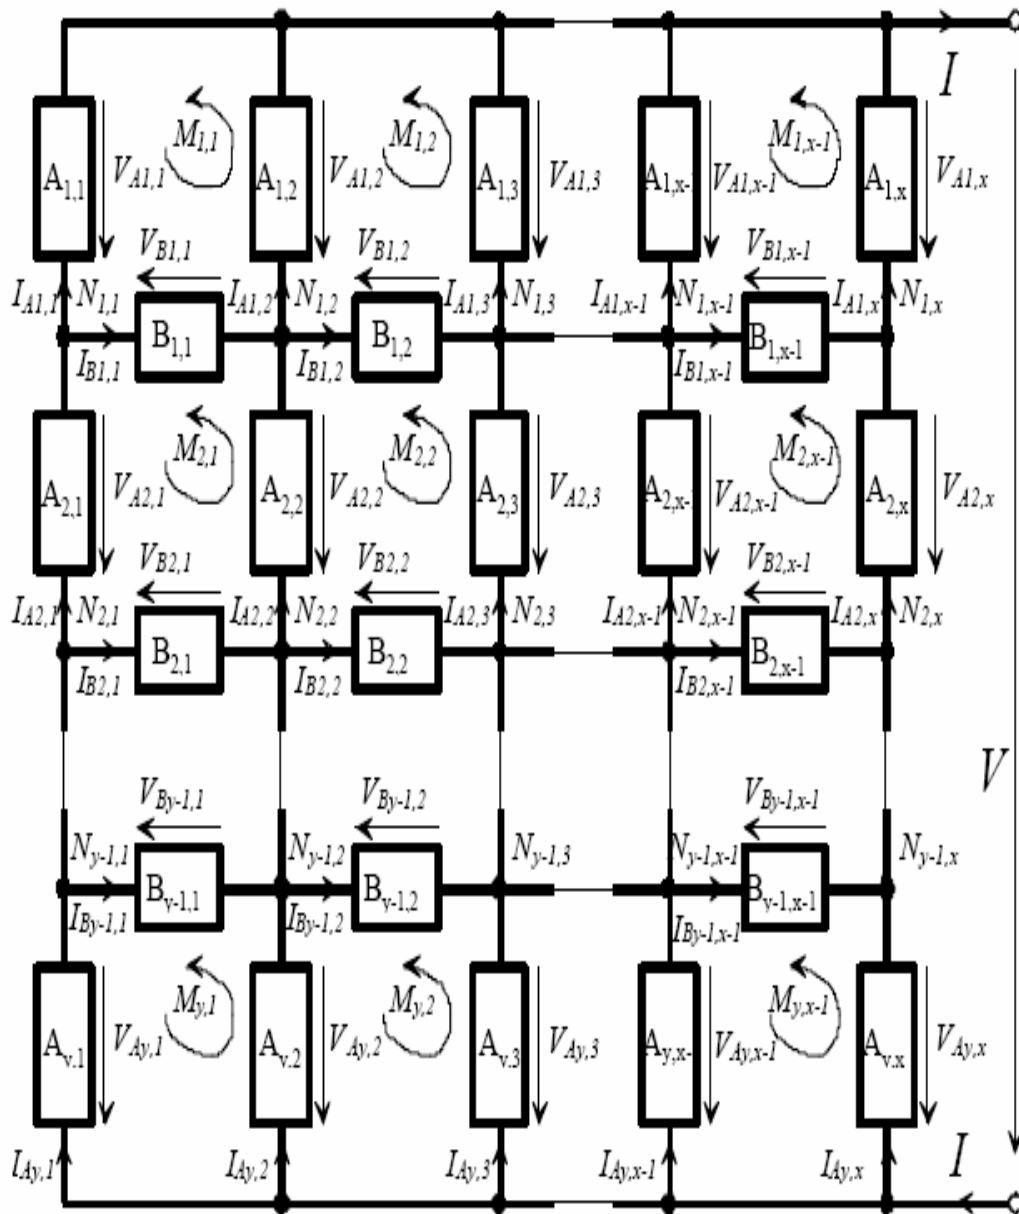 I
A1,1 VA1,1 M1,1 A1,2 VA1,2 M1,2 A1,3 VA1,3 A1,x- VA1,x-1 M1,x-1 A1,x VA1,x
VB1,1 VB1,2 VB1,x-1
IA1,1 N1,1 IA1,2 N1,2 IA1,3 N1,3 IA1,x-1 N1,x-1 IA1,x N1,x
B1,1 B1,2 B1,x-1
IB1,1 IB1,2 IB1,x-1
A2,1 VA2,1 M2,1 A2,2 VA2,2 M2,2 A2,3 VA2,3 A2,x- VA2,x-1 M2,x-1 A2,x VA2,x
VB2,1 VB2,2 VB2,x-1
IA2,1 N2,1 IA2,2 N2,2 IA2,3 N2,3 IA2,x-1 N2,x-1 IA2,x N2,x
B2,1 B2,2 B2,x-1
IB2,1 IB2,2 IB2,x-1
V
VBy-1,1 VBy-1,2 VBy-1,x-1
Ny-1,1 Ny-1,2 Ny-1,3 Ny-1,x-1 Ny-1,x
By-1,1 By-1,2 By-1,x-1
IBy-1,1 IBy-1,2 IBy-1,x-1
Ay,1 VAy,1 My,1 Ay,2 VAy,2 My,2 Ay,3 VAy,3 Ay,x- VAy,x-1 My,x-1 Ay,x VAy,x
IAy,1 IAy,2 IAy,3 IAy,x-1 IAy,x I